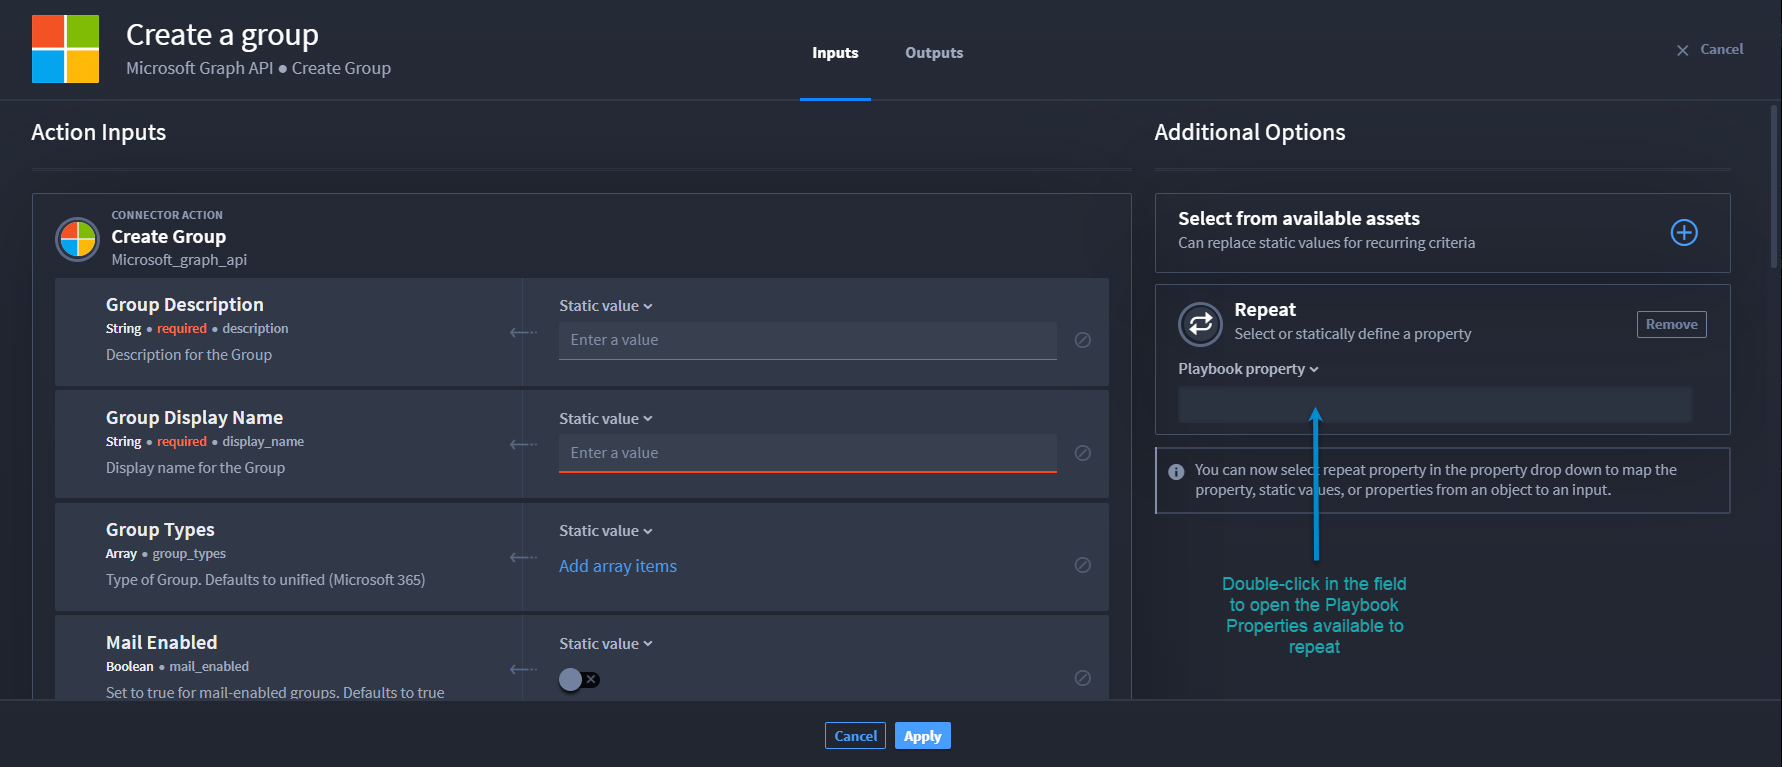 Create a group
Microsoft Graph API ● Create Group
Inputs
Outputs
Cancel
Action Inputs
CONNECTOR ACTION
Create Group
Microsoft_graph_api
Group Description
String ● required ● description
Description for the Group
Static value
Enter a value
Group Display Name
String ● required ● display_name
Display name for the Group
Static value
Enter a value
Group Types
Array ● group_types
Type of Group. Defaults to unified (Microsoft 365)
Static value
Add array items
Mail Enabled
Boolean ● mail_enabled
Set to true for mail-enabled groups. Defaults to true
Static value
Additional Options
Select from available assets
Can replace static values for recurring criteria
Repeat
Select or statically define a property
Remove
Playbook property
You can now select repeat property in the property drop down to map the
property, static values, or properties from an object to an input.
Double-click in the field
to open the Playbook
Properties available to
repeat
Cancel
Apply